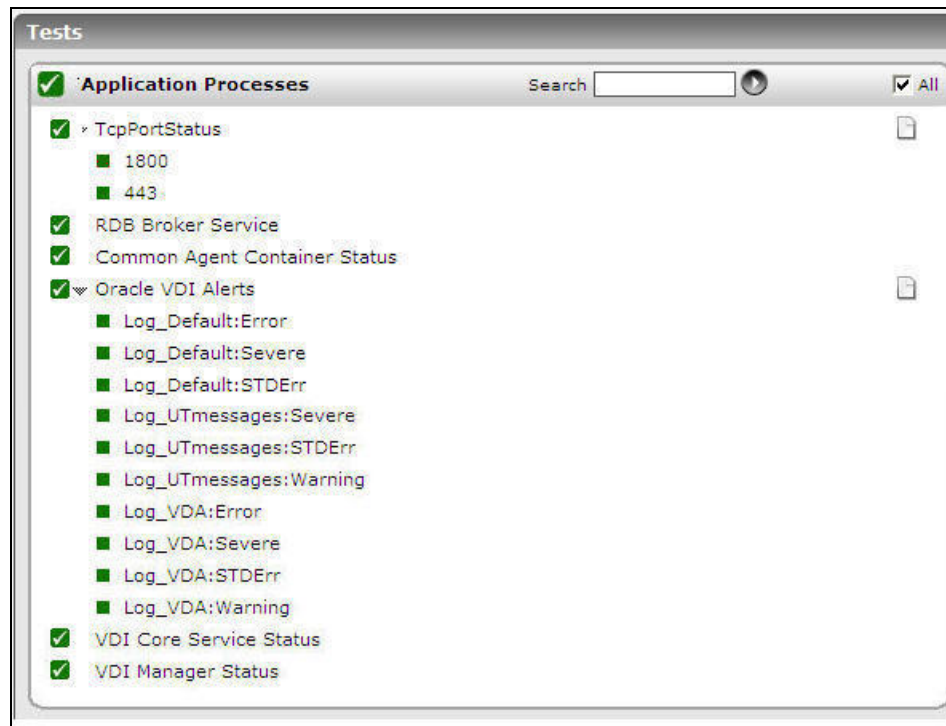 Tests
Application Processes Search All
TcpPortStatus
1800
443
RDB Broker Service
Common Agent Container Status
Oracle VDI Alerts
Log_Default:Error
Log_Default:Severe
Log_Default:STDErr
Log_UTmessages:Severe
Log_UTmessages:STDErr
Log_UTmessages:Warning
Log_VDA:Error
Log_VDA:Severe
Log_VDA:STDErr
Log_VDA:Warning
VDI Core Service Status
VDI Manager Status